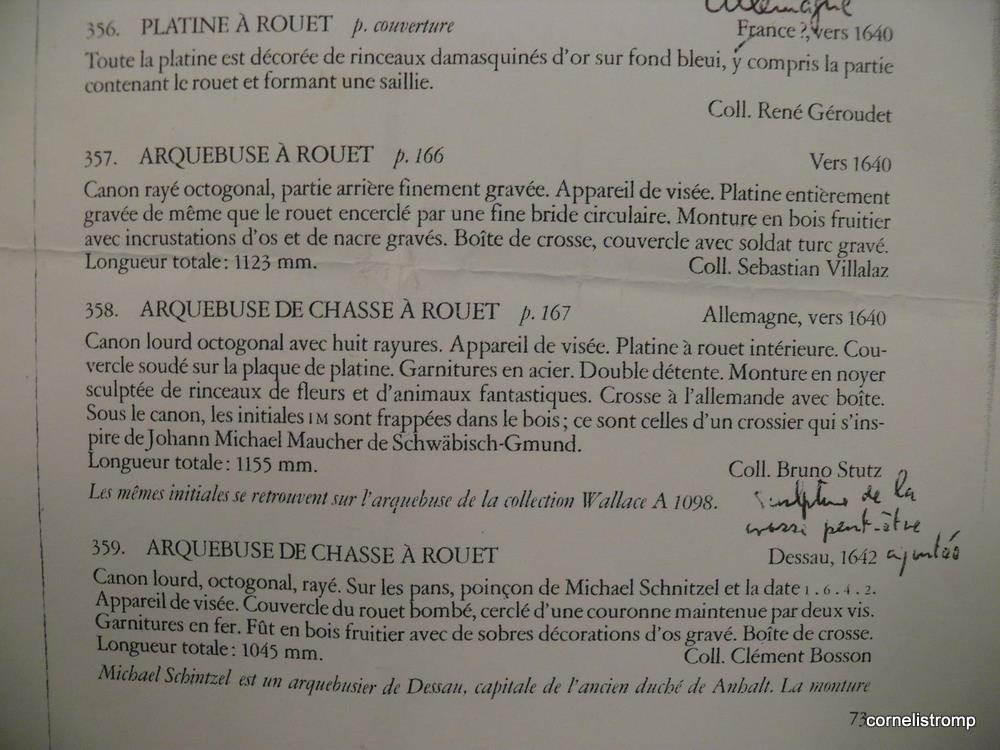 Allemagne
356. PLATINE À ROUET p. couverture France ?, vers 1640
Toute la platine est décorée de rinceaux damasquinés d'or sur fond bleui, y compris la partie
contenant le rouet et formant une saillie.
Coll. René Géroudet
357. ARQUEBUSE À ROUET p. 166 Vers 1640
Canon rayé octogonal, partie arrière finement gravée. Appareil de visée. Platine entièrement
gravée de même que le rouet encerclé par une fine bride circulaire. Monture en bois fruitier
avec incrustations d'os et de nacre gravés. Boîte de crosse, couvercle avec soldat turc gravé.
Longueur totale : 1123 mm. Coll. Sebastian Villalaz
358. ARQUEBUSE DE CHASSE À ROUET p. 167 Allemagne, vers 1640
Canon lourd octogonal avec huit rayures. Appareil de visée. Platine à rouet intérieure. Cou-
vercle soudé sur la plaque de platine. Garnitures en acier. Double détente. Monture en noyer
sculptée de rinceaux de fleurs et d'animaux fantastiques. Crosse à l'allemande avec boîte.
Sous le canon, les initiales I M sont frappées dans le bois ; ce sont celles d'un crossier qui s'ins-
pire de Johann Michael Maucher de Schwäbisch-Gmund.
Longueur totale : 1155 mm. Coll. Bruno Stutz
Les mêmes initiales se retrouvent sur l'arquebuse de la collection Wallace A 1098.
sculpture de la
peut-être
359. ARQUEBUSE DE CHASSE À ROUET Dessau, 1642 ajoutée
Canon lourd, octogonal, rayé. Sur les pans, poinçon de Michael Schnitzel et la date 1 . 6 . 4 . 2.
Appareil de visée. Couvercle du rouet bombé, cerclé d'une couronne maintenue par deux vis.
Garnitures en fer. Fût en bois fruitier avec de sobres décorations d'os gravé. Boîte de crosse.
Longueur totale : 1045 mm. Coll. Clément Bosson
Michael Schintzel est un arquebusier de Dessau, capitale de l'ancien duché de Anhalt. La monture
73
cornelistromp